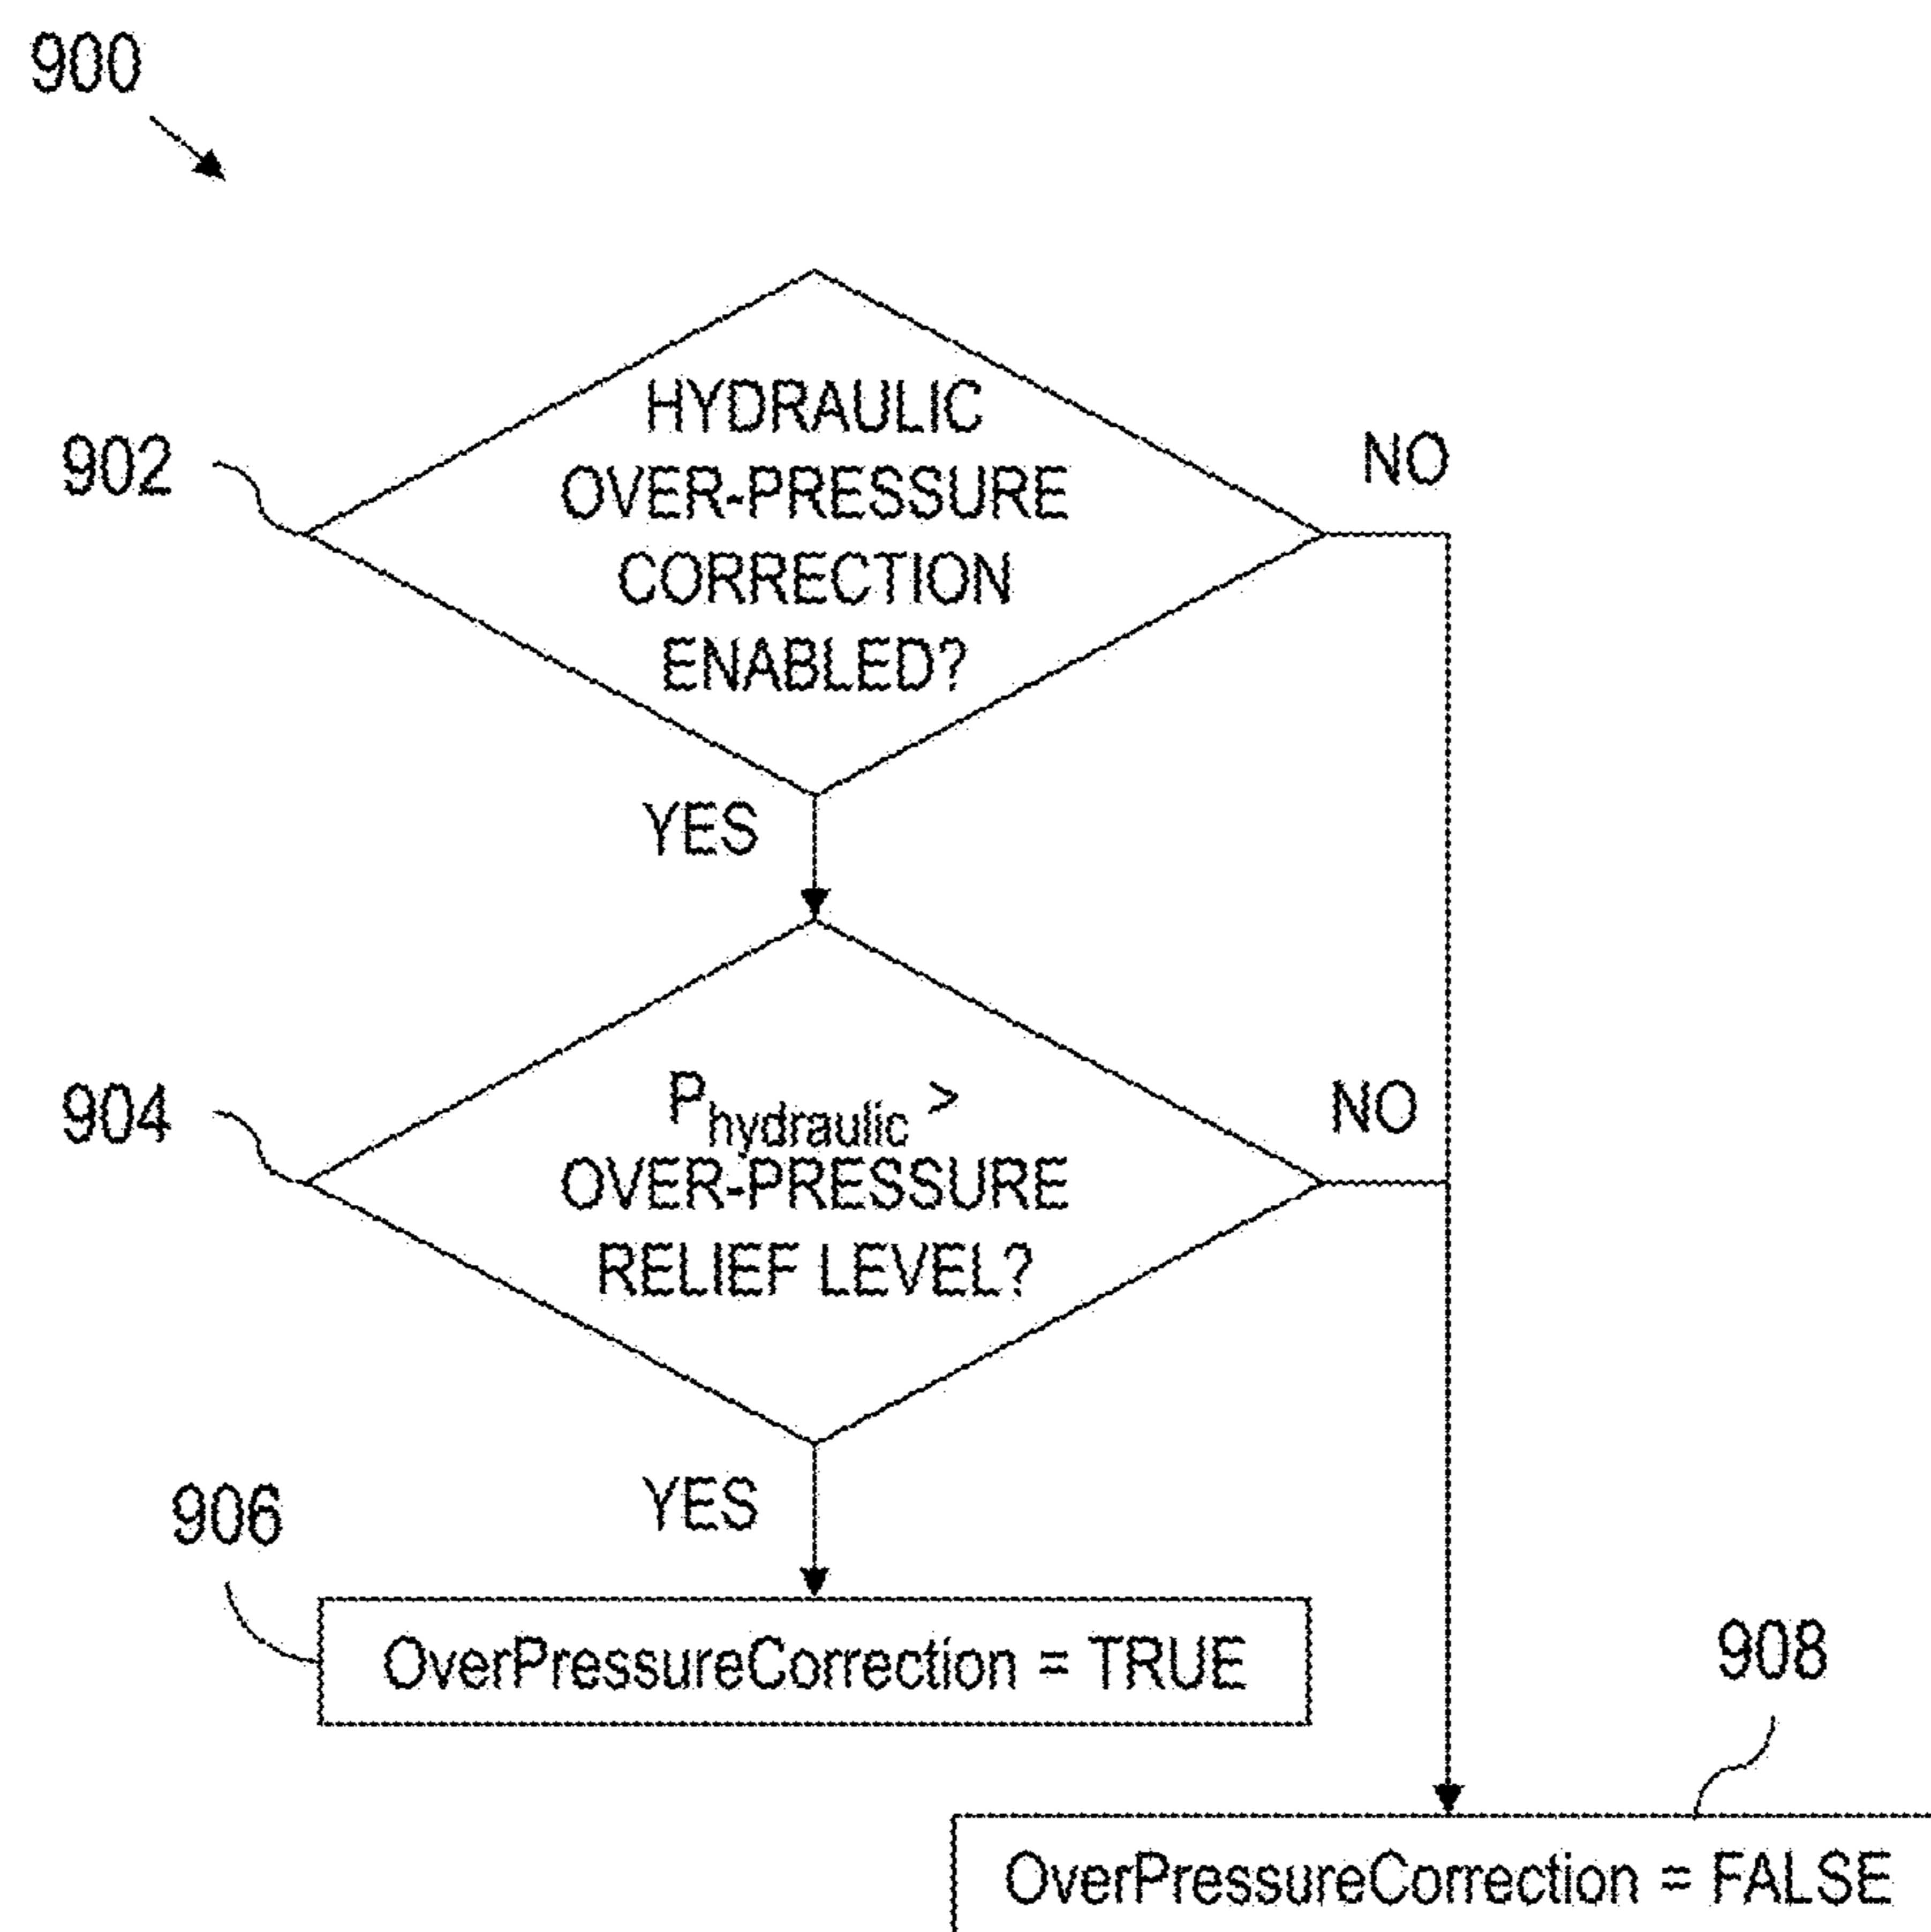 900
902
HYDRAULIC
OVER-PRESSURE
CORRECTION
ENABLED?
NO
YES
904
Phydraulic >
OVER-PRESSURE
RELIEF LEVEL?
NO
YES
906
OverPressureCorrection = TRUE
908
OverPressureCorrection = FALSE